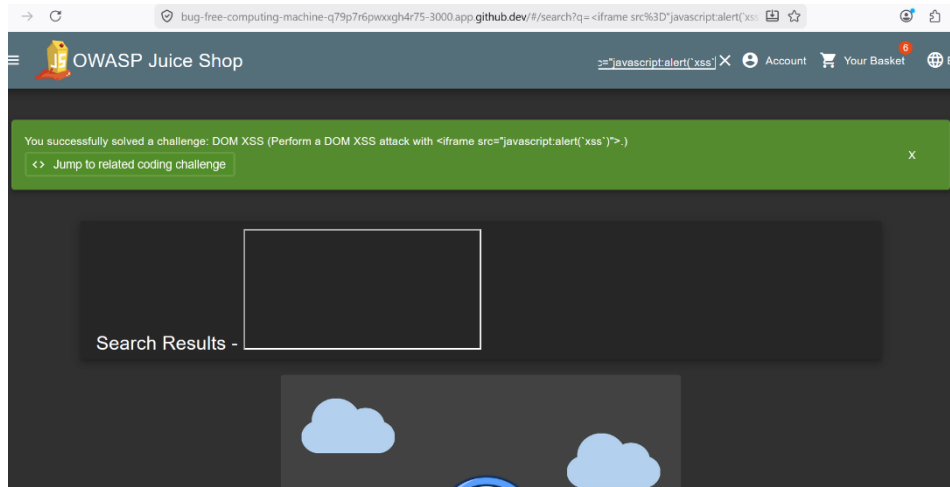 bug-free-computing-machine-q79p7r6pwxxgh4r75-3000.app.github.dev/#/search?q=<iframe src%3D"javascript:alert(`xss
OWASP Juice Shop
="javascript:alert(`xss`
Account
6
Your Basket
You successfully solved a challenge: DOM XSS (Perform a DOM XSS attack with <iframe src="javascript:alert(`xss`)">.)
X
<> Jump to related coding challenge
Search Results -